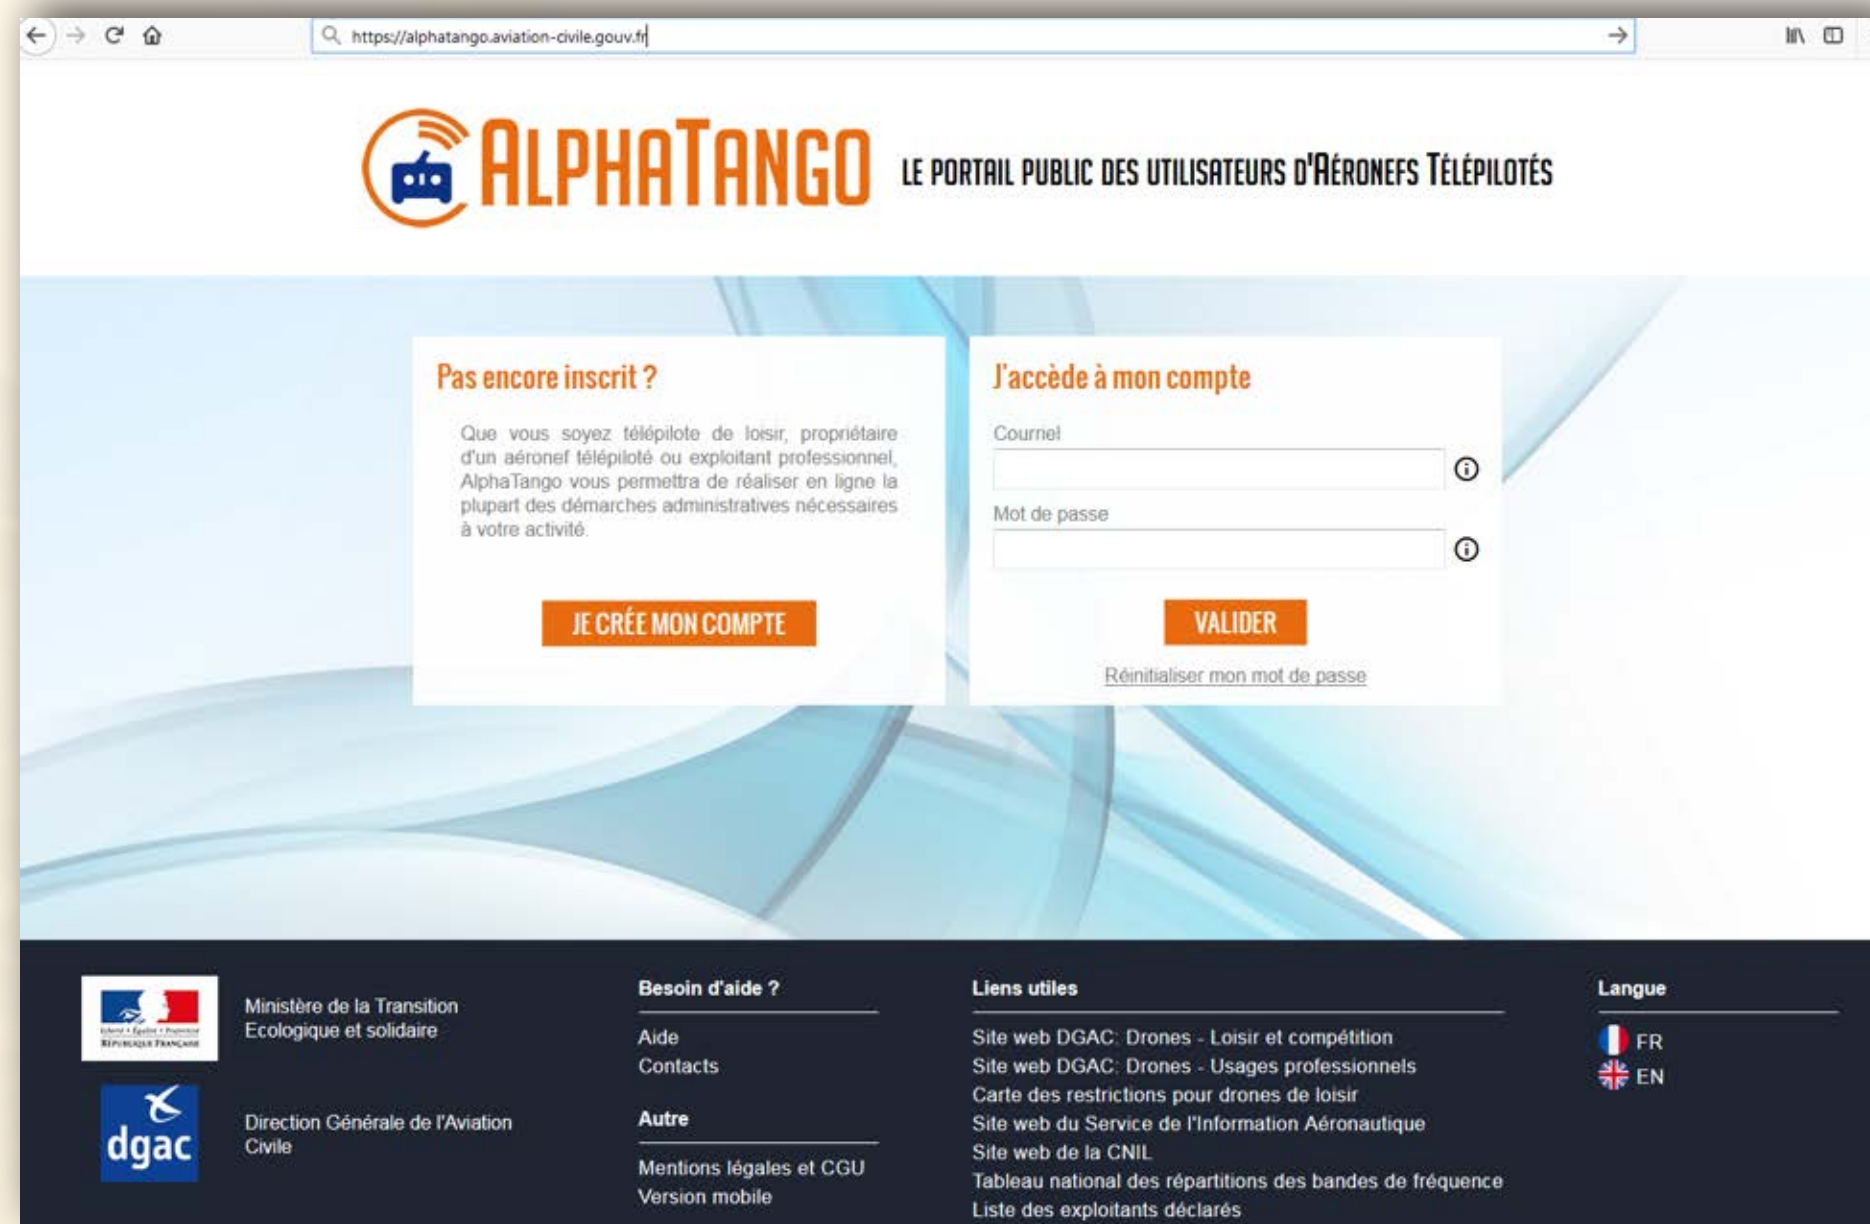 https://alphatango.aviation-civile.gouv.fr
ALPHATANGO
LE PORTAIL PUBLIC DES UTILISATEURS D'AÉRONEFS TÉLÉPILOTÉS
Pas encore inscrit ?
Que vous soyez télépilote de loisir, propriétaire
d'un aéronef télépiloté ou exploitant professionnel,
AlphaTango vous permettra de réaliser en ligne la
plupart des démarches administratives nécessaires
à votre activité.
JE CRÉE MON COMPTE
J'accède à mon compte
Courriel
Mot de passe
VALIDER
Réinitialiser mon mot de passe
Liberté • Égalité • Fraternité
RÉPUBLIQUE FRANÇAISE
Ministère de la Transition
Ecologique et solidaire
dgac
Direction Générale de l'Aviation
Civile
Besoin d'aide ?
Aide
Contacts
Autre
Mentions légales et CGU
Version mobile
Liens utiles
Site web DGAC: Drones - Loisir et compétition
Site web DGAC: Drones - Usages professionnels
Carte des restrictions pour drones de loisir
Site web du Service de l'Information Aéronautique
Site web de la CNIL
Tableau national des répartitions des bandes de fréquence
Liste des exploitants déclarés
Langue
FR
EN